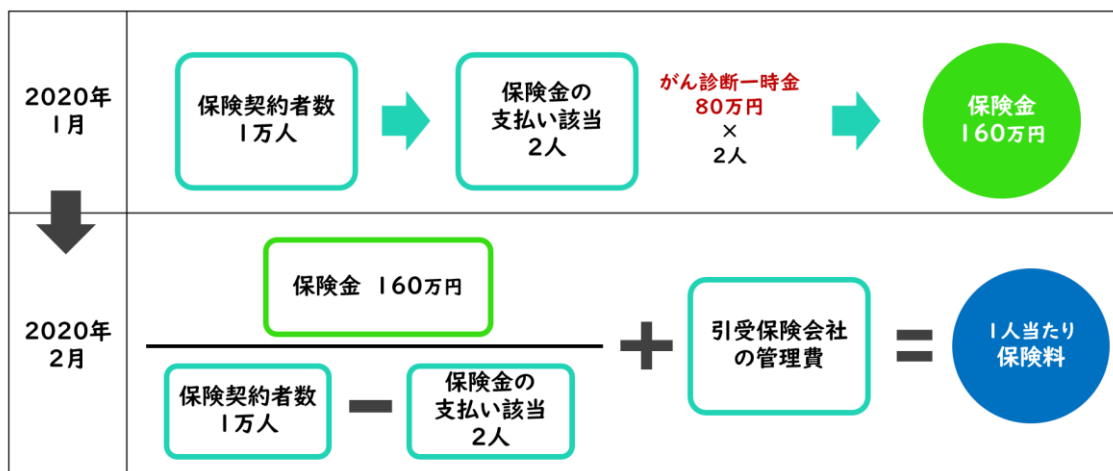 2020年
1月
保険契約者数
1万人
保険金の
支払い該当
2人
がん診断一時金
80万円
×
2人
保険金
160万円
2020年
2月
保険金 160万円
保険契約者数
1万人
保険金の
支払い該当
2人
引受保険会社
の管理費
1人当たり
保険料